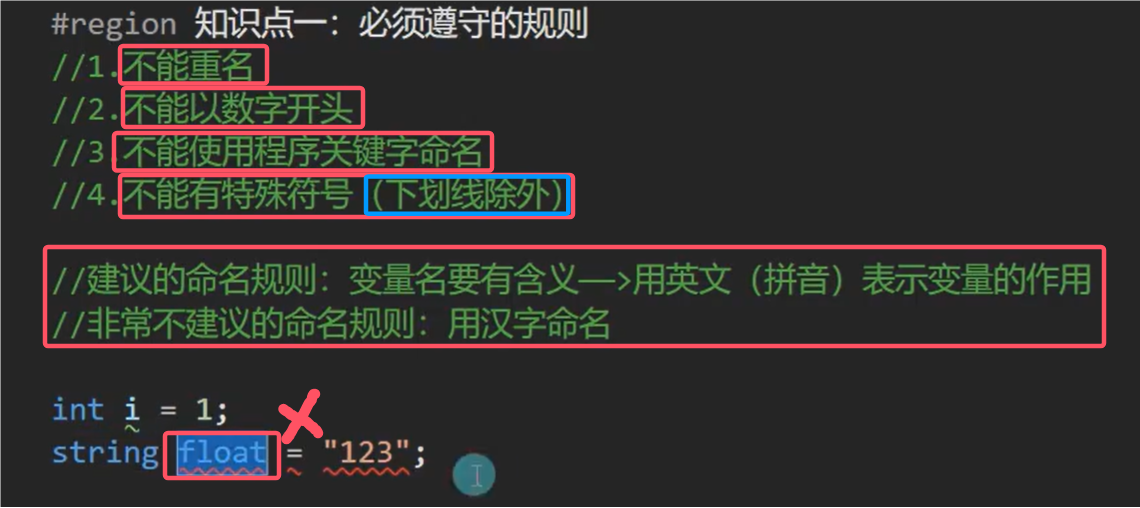 #region 知识点一：必须遵守的规则
//1.不能重名
//2.不能以数字开头
//3.不能使用程序关键字命名
//4.不能有特殊符号（下划线除外）
//建议的命名规则：变量名要有含义——>用英文（拼音）表示变量的作用
//非常不建议的命名规则：用汉字命名
int i = 1;
string float = "123";